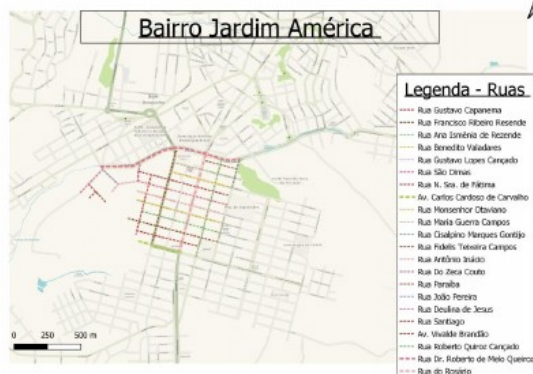 Bairro Jardim América
Legenda - Ruas
Rua Gustavo Capanema
Rua Francisco Ribeiro Resende
Rua Ana Isménia de Rezende
Rua Benedito Valadares
Rua Gustavo Lopes Cançado
Rua São Dimas
Rua N. Sra. de Fátima
Av. Carlos Cardoso de Carvalho
Rua Monsenhor Otaviano
Rua Maria Guerra Campos
Rua Cisalpino Marques Gontijo
Rua Fidelis Teixeira Campos
Rua Antônio Inácio
Rua Do Zeca Couto
Rua Paraíba
Rua João Pereira
Rua Deulina de Jesus
Rua Santiago
Av. Vivalde Brandão
Rua Roberto Quiroz Cançado
Rua Dr. Roberto de Melo Queiroz
Rua do Rosário
0 250 500 m